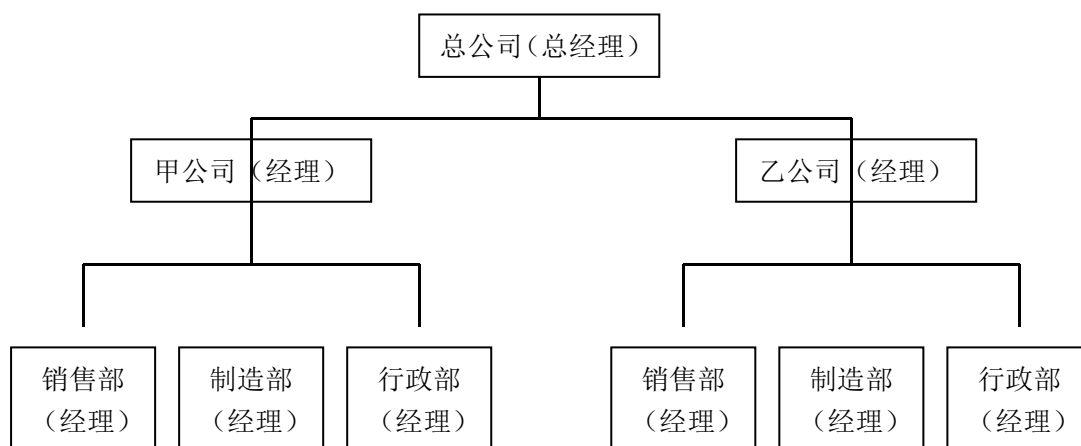 总公司(总经理)
甲公司(经理)
乙公司(经理)
销售部
(经理)
制造部
(经理)
行政部
(经理)
销售部
(经理)
制造部
(经理)
行政部
(经理)